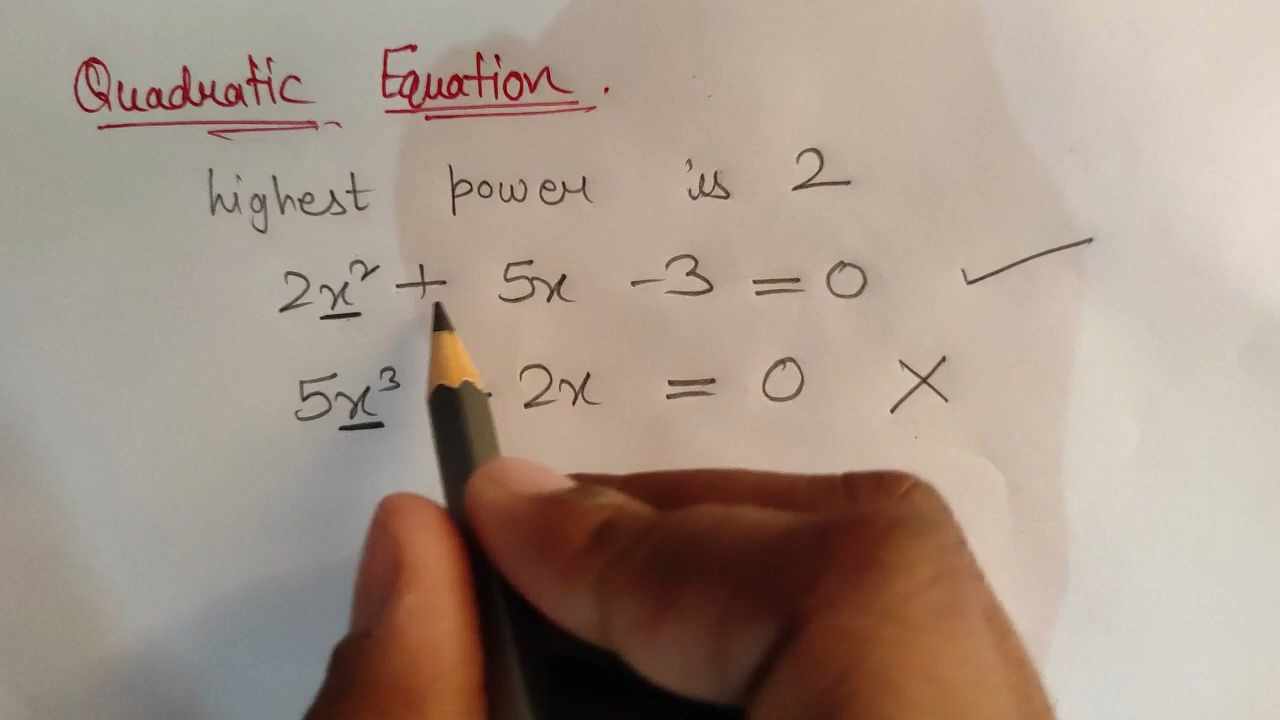 Quadratic Equation.
highest power is 2
2x² + 5x -3 = 0 ✓
5x³ - 2x = 0 ×